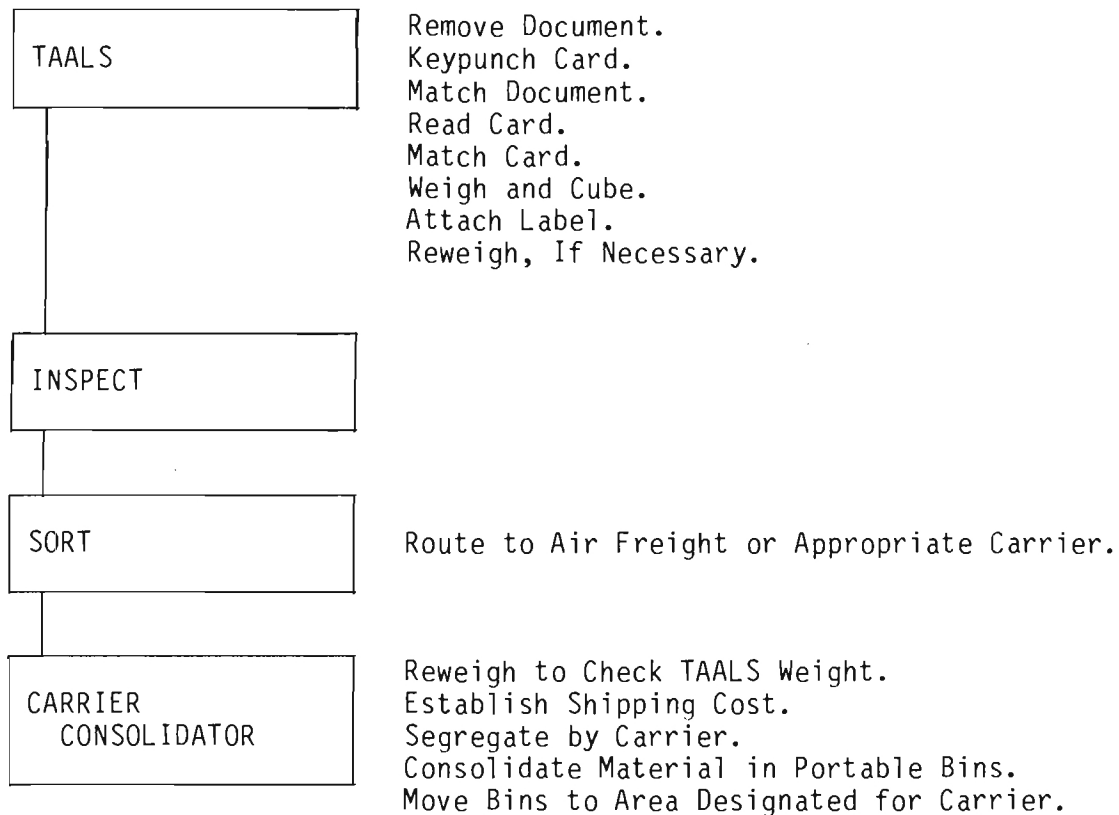 TAALS
Remove Document.
Keypunch Card.
Match Document.
Read Card.
Match Card.
Weigh and Cube.
Attach Label.
Reweigh, If Necessary.
INSPECT
SORT
Route to Air Freight or Appropriate Carrier.
CARRIER
CONSOLIDATOR
Reweigh to Check TAALS Weight.
Establish Shipping Cost.
Segregate by Carrier.
Consolidate Material in Portable Bins.
Move Bins to Area Designated for Carrier.